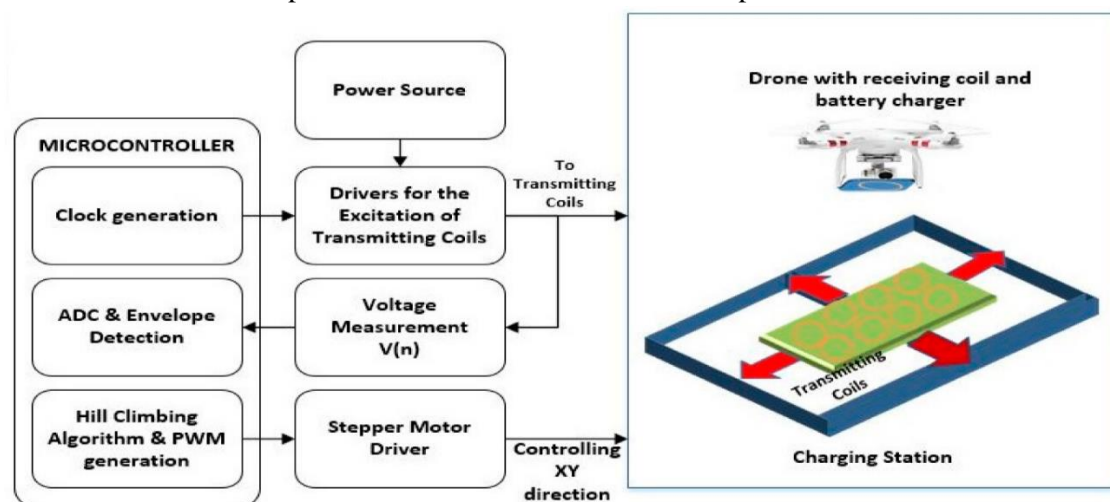 Power Source
MICROCONTROLLER
Clock generation
Drivers for the
Excitation of
Transmitting Coils
To
Transmitting
Coils
ADC & Envelope
Detection
Voltage
Measurement
V(n)
Hill Climbing
Algorithm & PWM
generation
Stepper Motor
Driver
Controlling
XY
direction
Drone with receiving coil and
battery charger
Transmitting
Coils
Charging Station